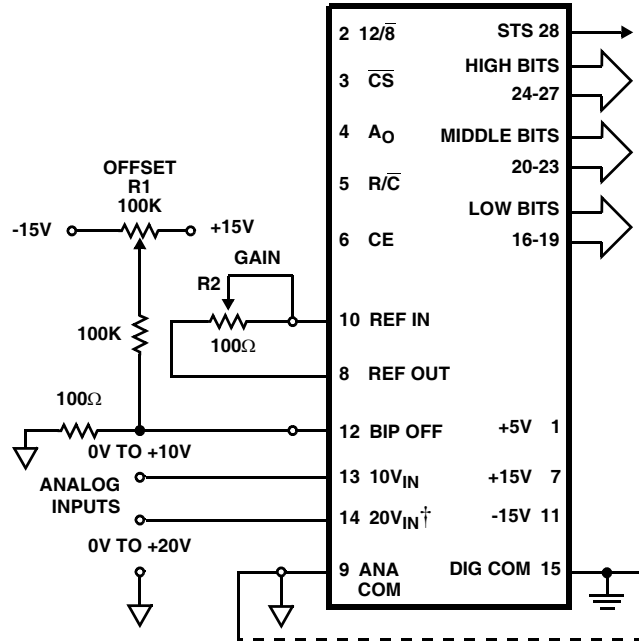 2 12/8̅
STS 28
HIGH BITS
24-27
3 C̅S̅
4 AO
MIDDLE BITS
20-23
5 R/C̅
LOW BITS
16-19
6 CE
OFFSET
R1
100K
-15V
+15V
GAIN
R2
100Ω
10 REF IN
100K
8 REF OUT
100Ω
12 BIP OFF
+5V 1
0V TO +10V
13 10VIN
+15V 7
ANALOG
INPUTS
14 20VIN†
-15V 11
0V TO +20V
9 ANA
COM
DIG COM 15